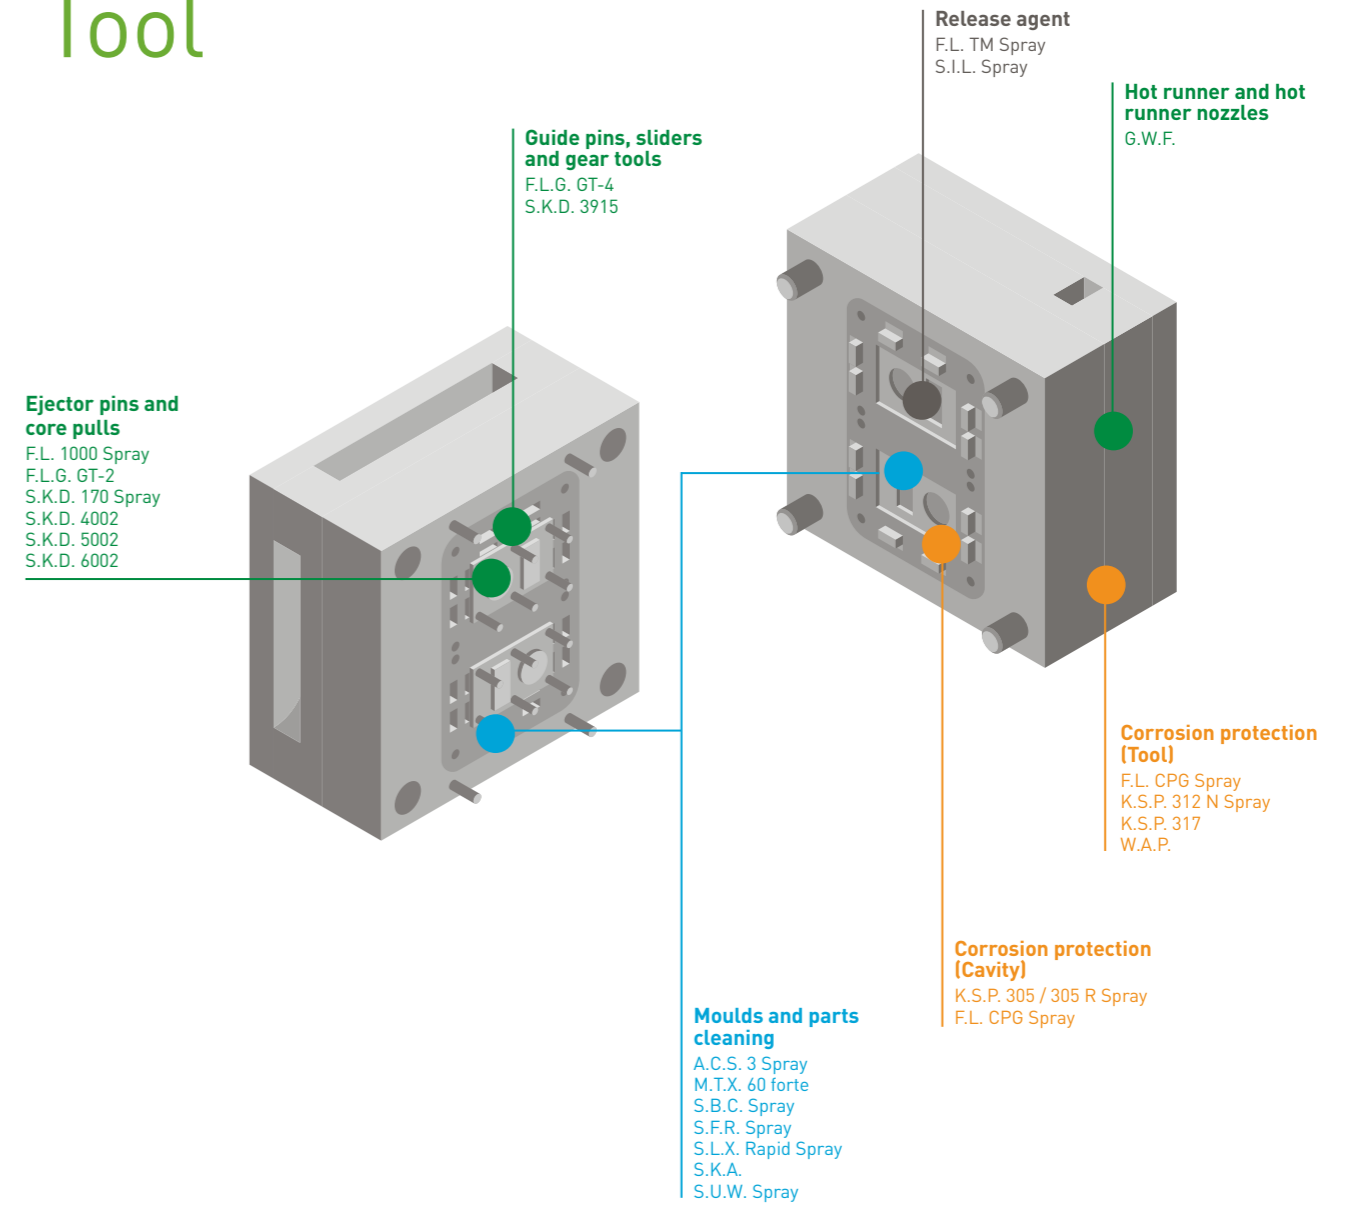 Tool
Release agent
F.L. TM Spray
S.I.L. Spray
Hot runner and hot
runner nozzles
G.W.F.
Guide pins, sliders
and gear tools
F.L.G. GT-4
S.K.D. 3915
Ejector pins and
core pulls
F.L. 1000 Spray
F.L.G. GT-2
S.K.D. 170 Spray
S.K.D. 4002
S.K.D. 5002
S.K.D. 6002
Corrosion protection
(Tool)
F.L. CPG Spray
K.S.P. 312 N Spray
K.S.P. 317
W.A.P.
Corrosion protection
(Cavity)
K.S.P. 305 / 305 R Spray
F.L. CPG Spray
Moulds and parts
cleaning
A.C.S. 3 Spray
M.T.X. 60 forte
S.B.C. Spray
S.F.R. Spray
S.L.X. Rapid Spray
S.K.A.
S.U.W. Spray